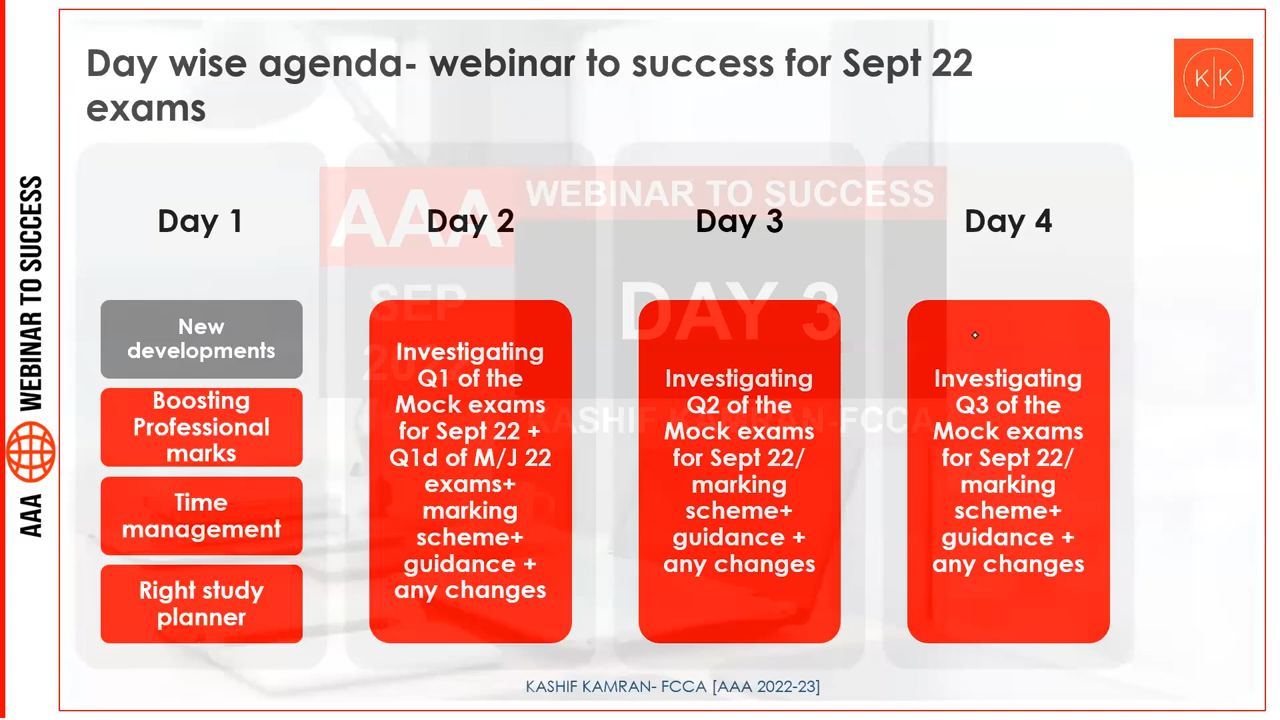 Day wise agenda- webinar to success for Sept 22
exams
K|K
AAA WEBINAR TO SUCCESS
AAA
WEBINAR TO SUCCESS
SEP
DAY 3
KASHIF KAMRAN-FCCA
Day 1
New
developments
Boosting
Professional
marks
Time
management
Right study
planner
Day 2
Investigating
Q1 of the
Mock exams
for Sept 22 +
Q1d of M/J 22
exams+
marking
scheme+
guidance +
any changes
Day 3
Investigating
Q2 of the
Mock exams
for Sept 22/
marking
scheme+
guidance +
any changes
Day 4
Investigating
Q3 of the
Mock exams
for Sept 22/
marking
scheme+
guidance +
any changes
KASHIF KAMRAN- FCCA [AAA 2022-23]